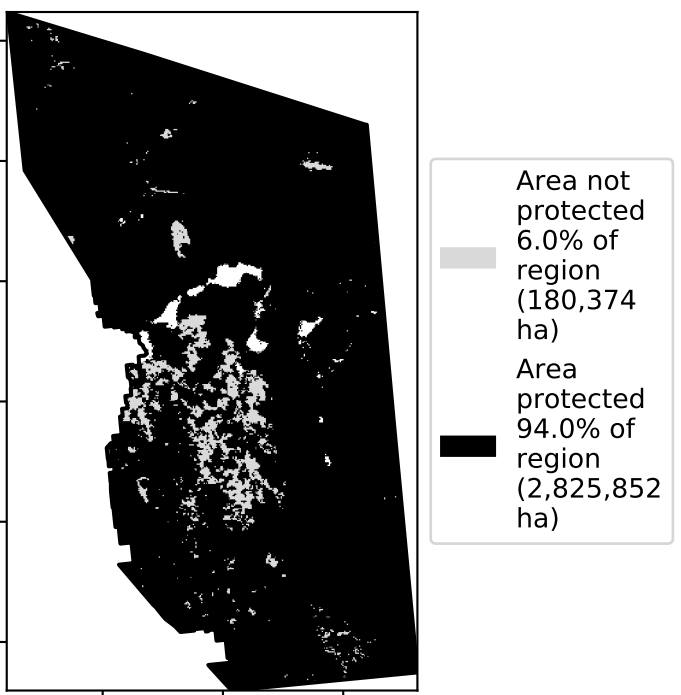 Area not
protected
6.0% of
region
(180,374
ha)
Area
protected
94.0% of
region
(2,825,852
ha)